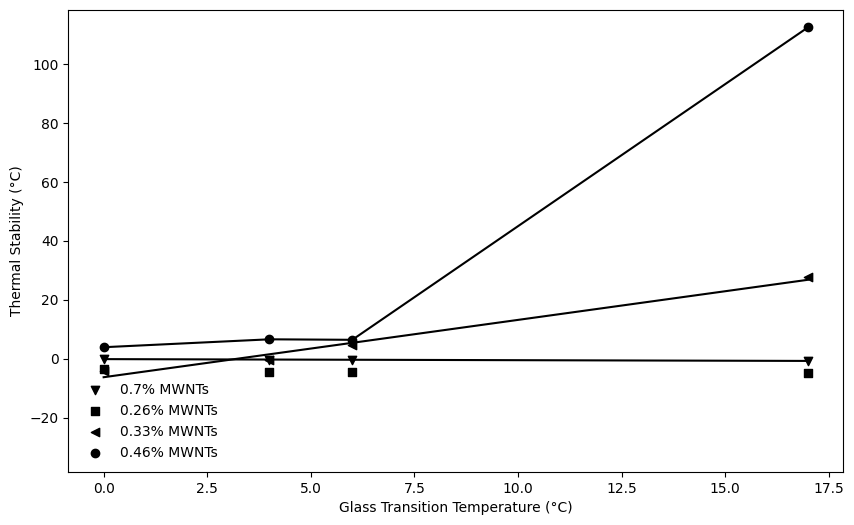 100
80
60
40
20
0
−20
Thermal Stability (°C)
0.7% MWNTs
0.26% MWNTs
0.33% MWNTs
0.46% MWNTs
0.0 2.5 5.0 7.5 10.0 12.5 15.0 17.5
Glass Transition Temperature (°C)